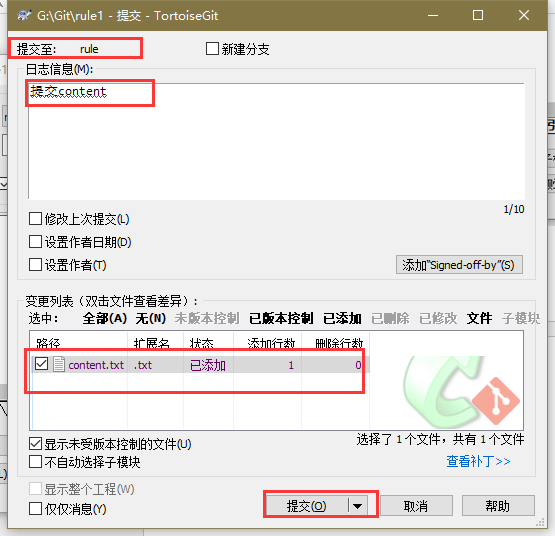 G:\Git\rule1 - 提交 - TortoiseGit
提交至: rule 新建分支
日志信息(M):
提交content
1/10
修改上次提交(L)
设置作者日期(D)
设置作者(T) 添加"Signed-off-by"(S)
变更列表（双击文件查看差异）:
选中: 全部(A) 无(N) 未版本控制 已版本控制 已添加 已删除 已修改 文件 子模块
路径 扩展名 状态 添加行数 删除行数
content.txt .txt 已添加 1 0
显示未受版本控制的文件(U) 选择了 1 个文件，共有 1 个文件
不自动选择子模块 查看补丁>>
显示整个工程(W)
仅仅消息(Y) 提交(O) 取消 帮助